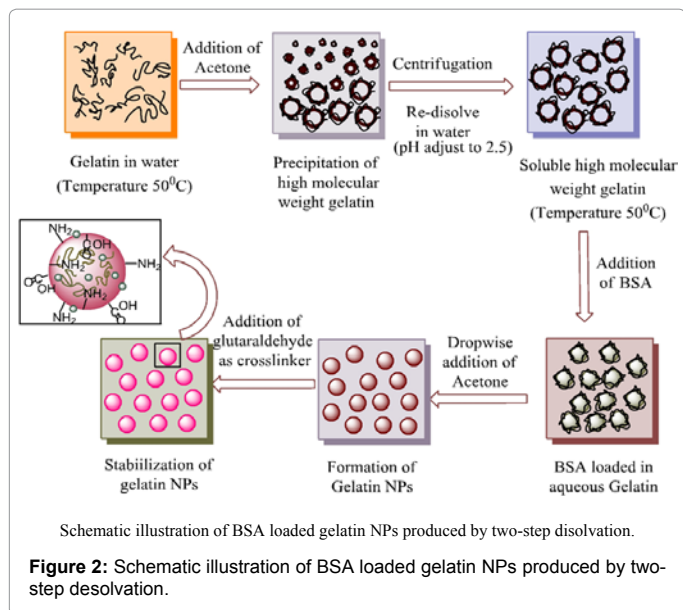 Addition of
Acetone
Gelatin in water
(Temperature 50⁰C)
Precipitation of
high molecular
weight gelatin
Centrifugation
Re-disolve
in water
(pH adjust to 2.5)
Soluble high molecular
weight gelatin
(Temperature 50⁰C)
Addition
of BSA
BSA loaded in
aqueous Gelatin
Dropwise
addition of
Acetone
Formation of
Gelatin NPs
Addition of
glutaraldehyde
as crosslinker
Stabiilization of
gelatin NPs
NH₂
OH
NH₂
NH₂
OH
NH₂
NH₂
OH
Schematic illustration of BSA loaded gelatin NPs produced by two-step disolvation.
Figure 2: Schematic illustration of BSA loaded gelatin NPs produced by two-
step desolvation.